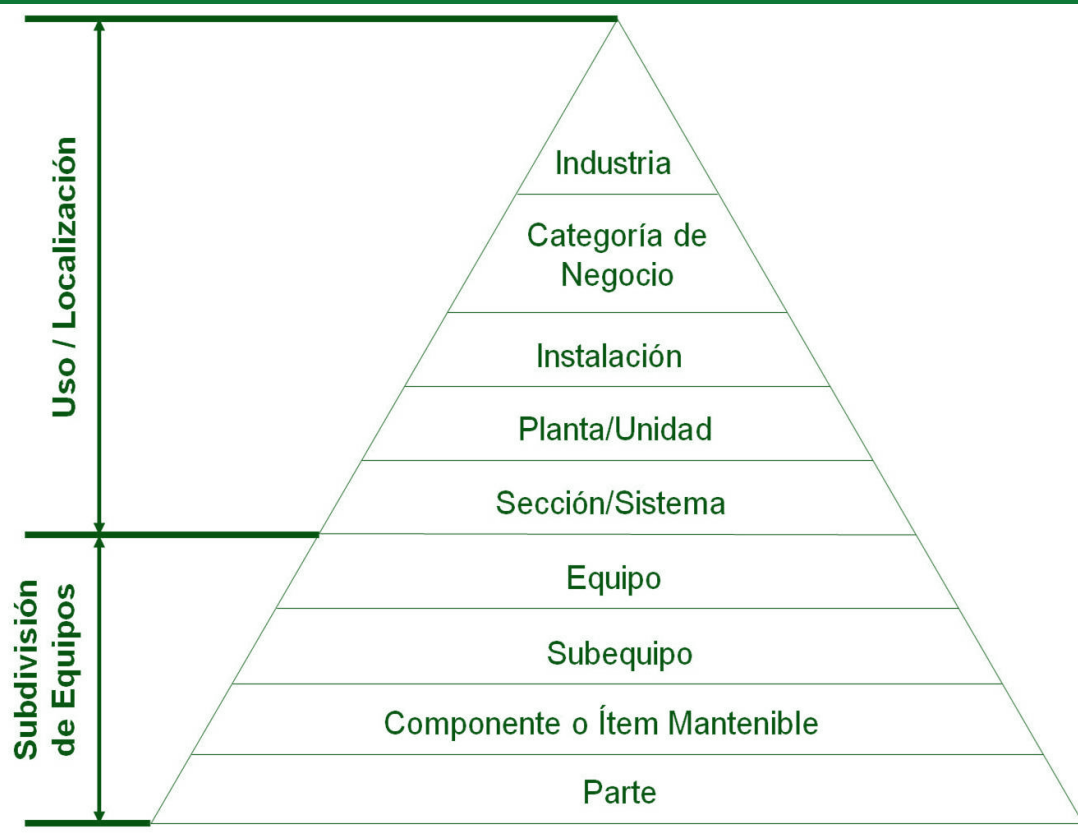 Uso / Localización
Industria
Categoría de
Negocio
Instalación
Planta/Unidad
Sección/Sistema
Subdivisión
de Equipos
Equipo
Subequipo
Componente o Ítem Mantenible
Parte